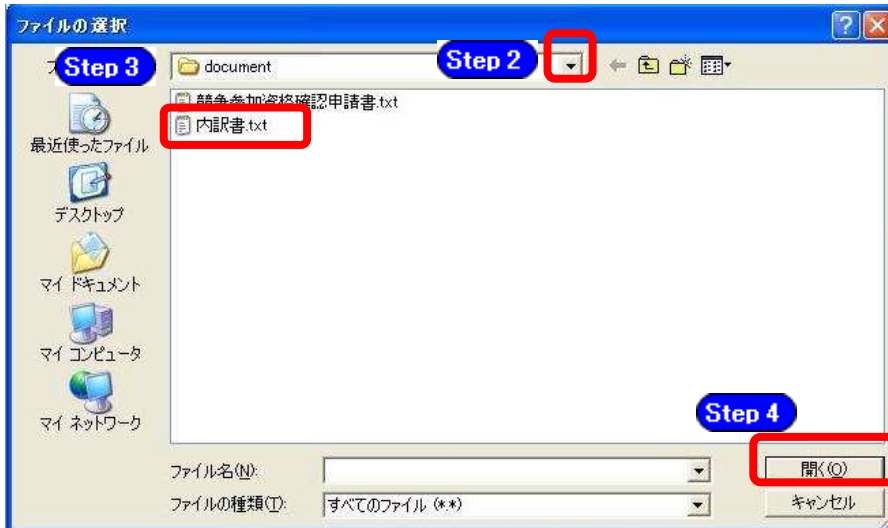 ファイルの選択
Step 3
document
Step 2
競争参加資格確認申請書.txt
内訳書.txt
最近使ったファイル
デスクトップ
マイ ドキュメント
マイ コンピュータ
マイ ネットワーク
Step 4
ファイル名(N):
開く(O)
ファイルの種類(T):
すべてのファイル (*.*)
キャンセル